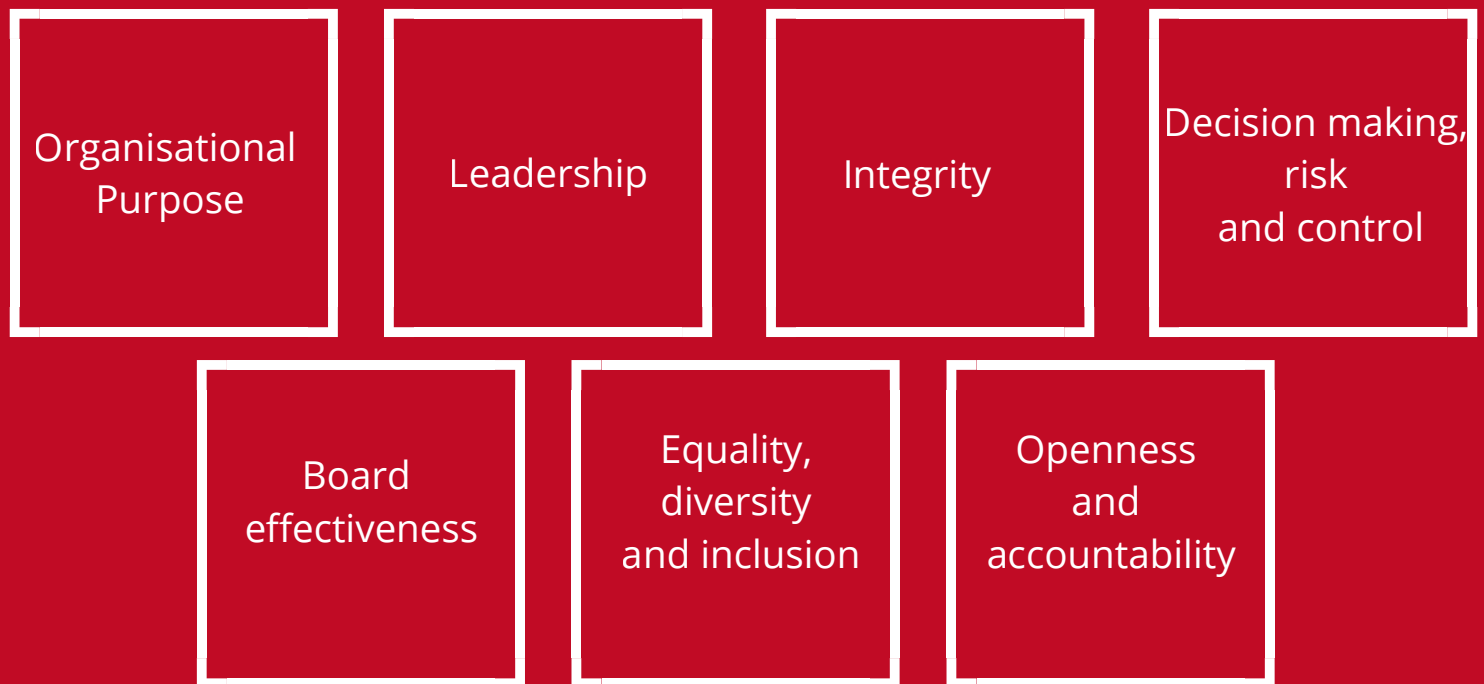 Organisational
Purpose
Leadership
Integrity
Decision making,
risk
and control
Board
effectiveness
Equality,
diversity
and inclusion
Openness
and
accountability